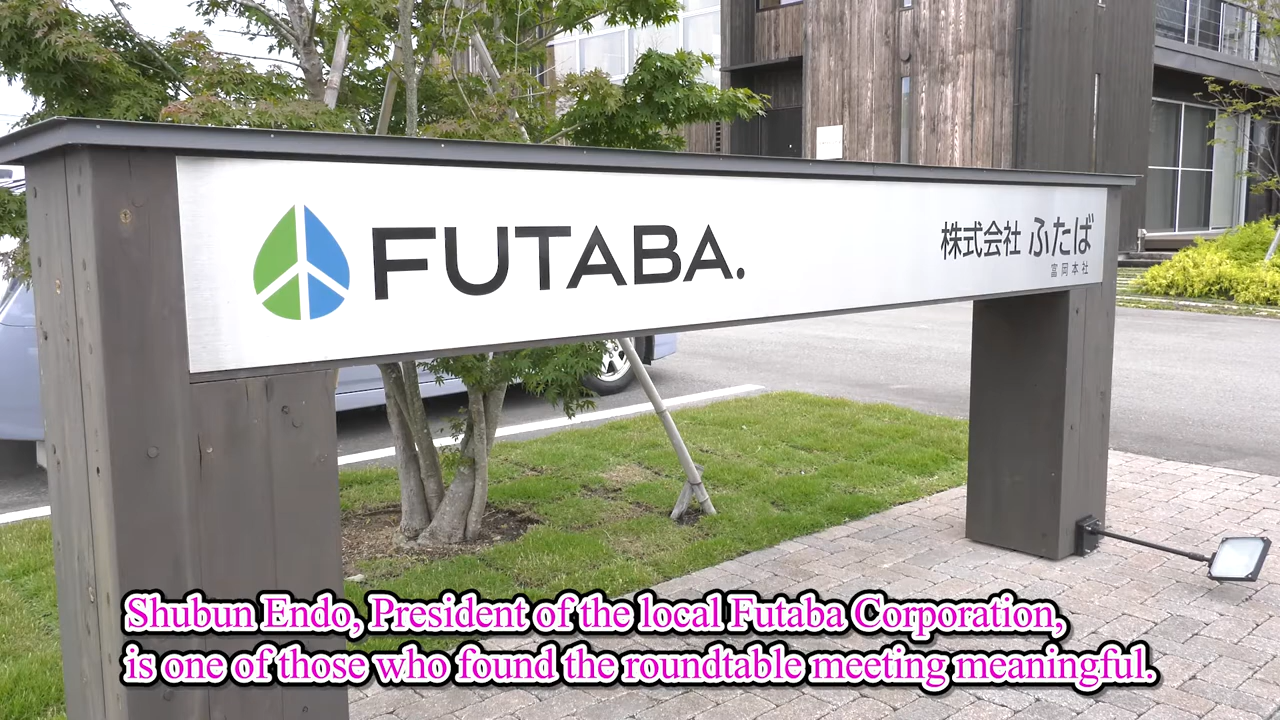 FUTABA.
株式会社 ふたば
富岡本社
Shubun Endo, President of the local Futaba Corporation,
is one of those who found the roundtable meeting meaningful.